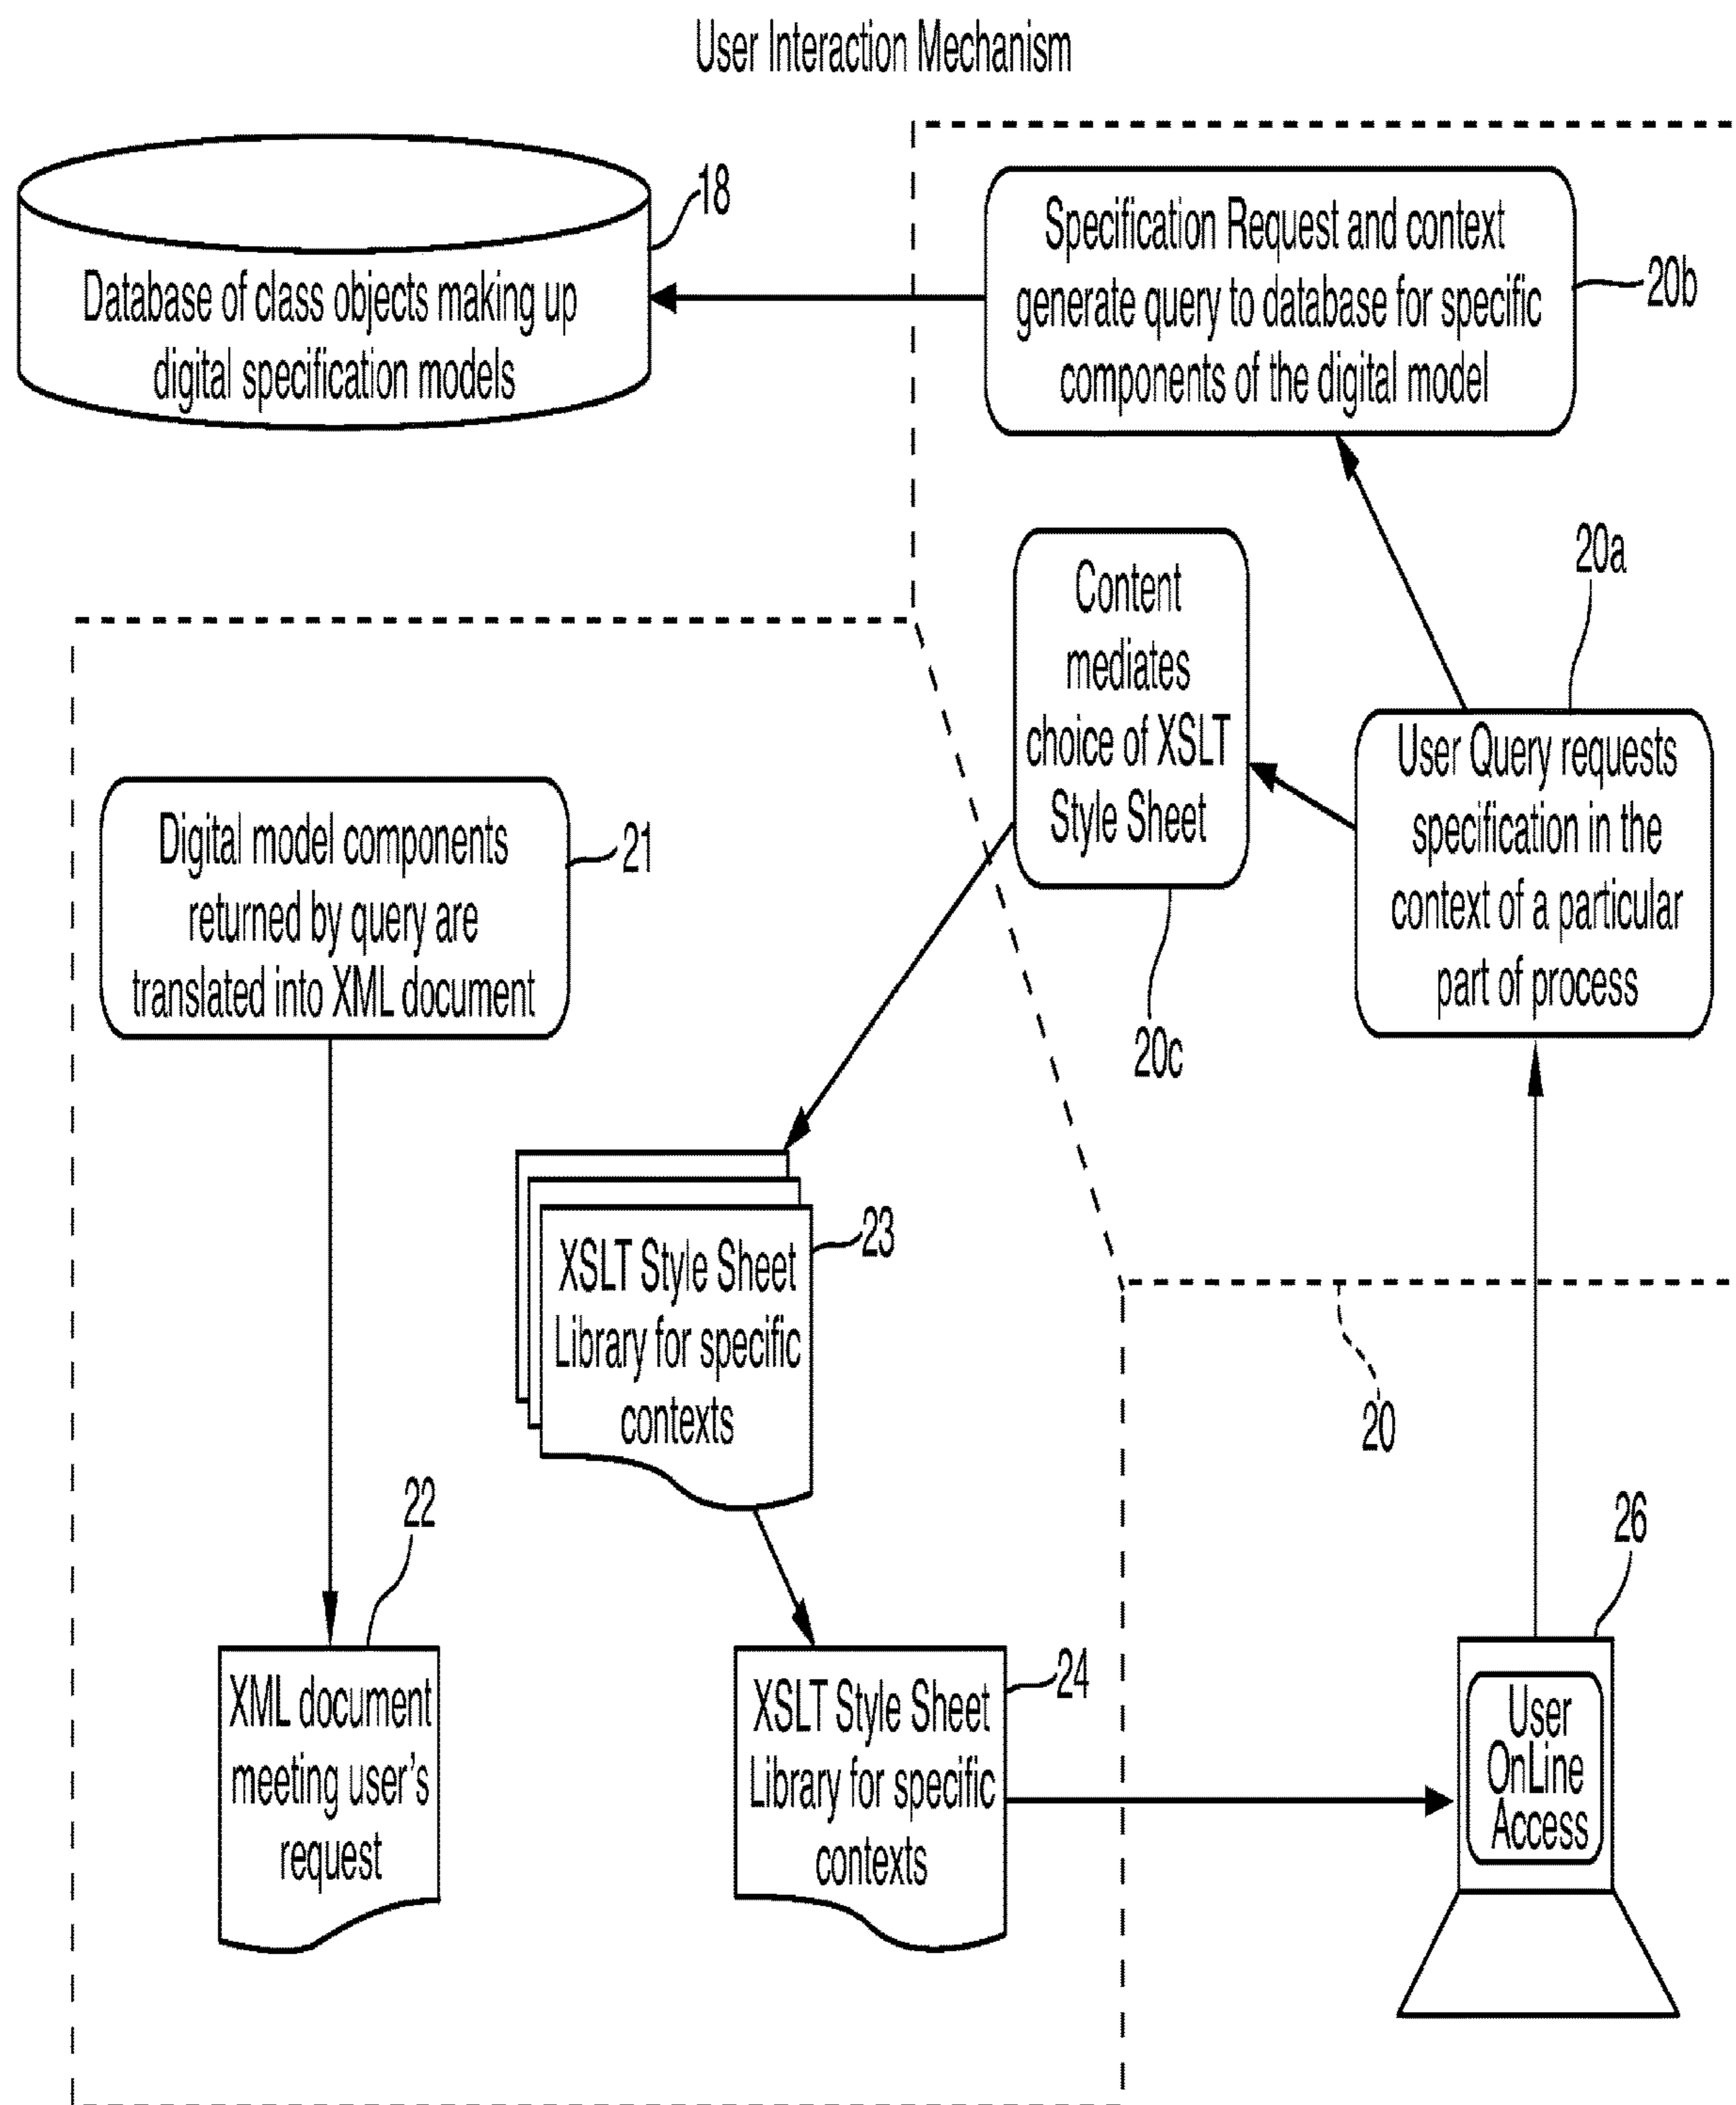 User Interaction Mechanism
Database of class objects making up
digital specification models
18
Specification Request and context
generate query to database for specific
components of the digital model
20b
20a
Content
mediates
choice of XSLT
Style Sheet
20c
User Query requests
specification in the
context of a particular
part of process
Digital model components
returned by query are
translated into XML document
21
XSLT Style Sheet
Library for specific
contexts
23
20
22
XML document
meeting user's
request
XSLT Style Sheet
Library for specific
contexts
24
26
User
OnLine
Access